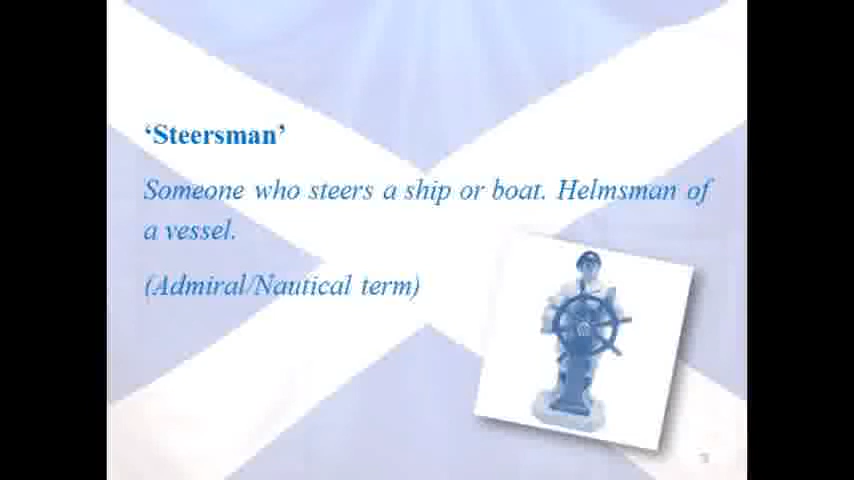 ‘Steersman’
Someone who steers a ship or boat. Helmsman of
a vessel.
(Admiral/Nautical term)